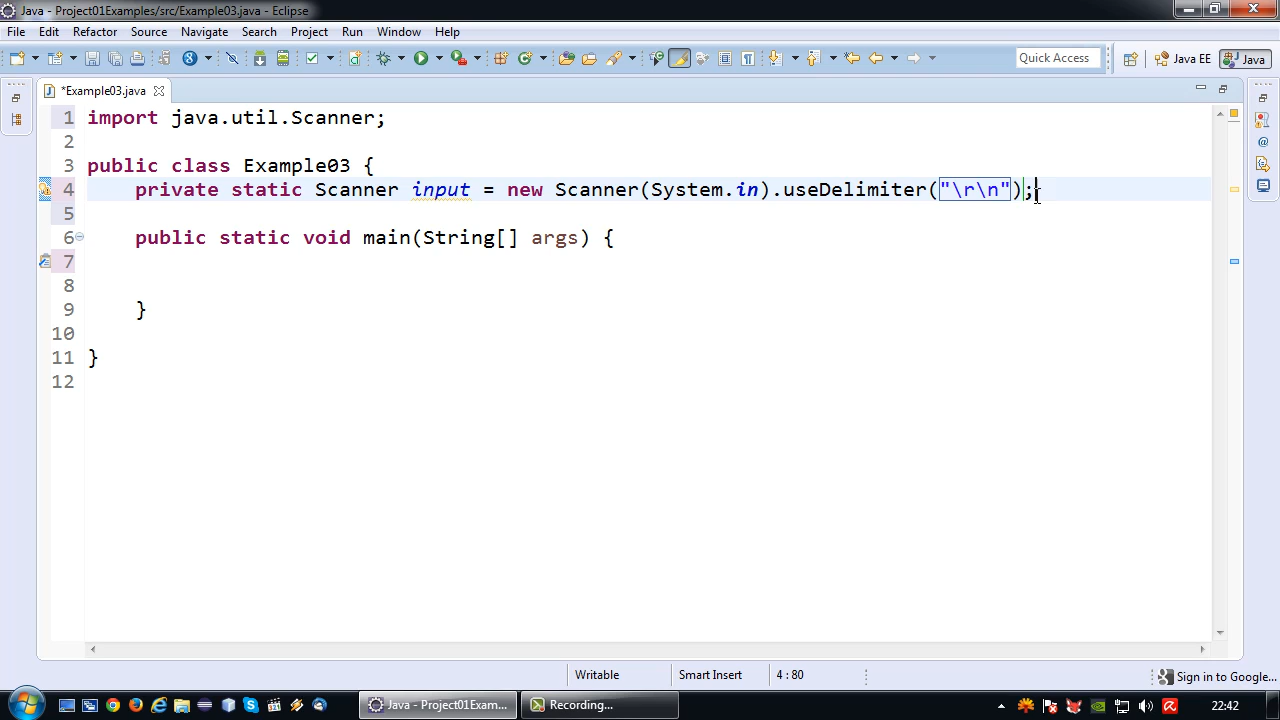 Java - Project01Examples/src/Example03.java - Eclipse
File Edit Refactor Source Search Project Run Window Help
Quick Access Java EE Java
*Example03.java
1 import java.util.Scanner;
2
3 public class Example03 {
4 private static Scanner input = new Scanner(System.in).useDelimiter("\r\n");
5
6 public static void main(String[] args) {
7
8
9 }
10
11 }
12
Writable Smart Insert 4 : 80 Sign in to Google...
Java - Project01Exam... Recording... 22:42